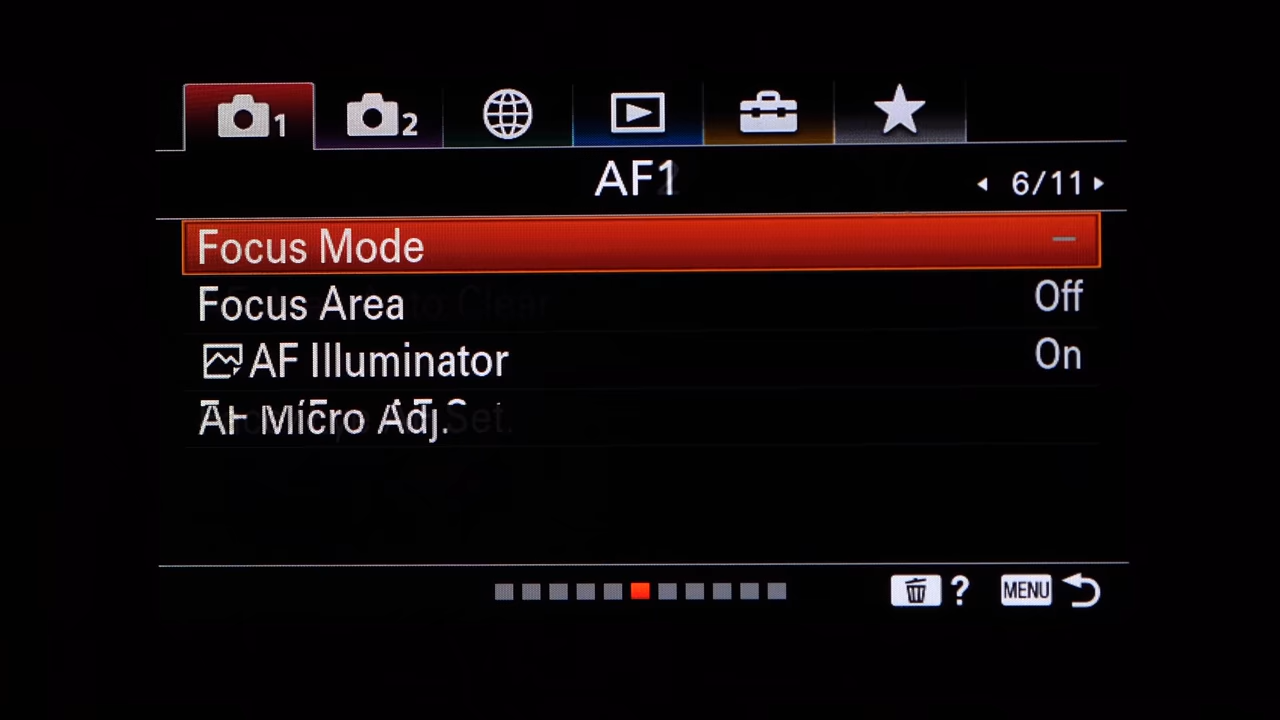 1 2
AF1
6/11
Focus Mode –
Focus Area Off
AF Illuminator On
AF Micro Adj.
? MENU